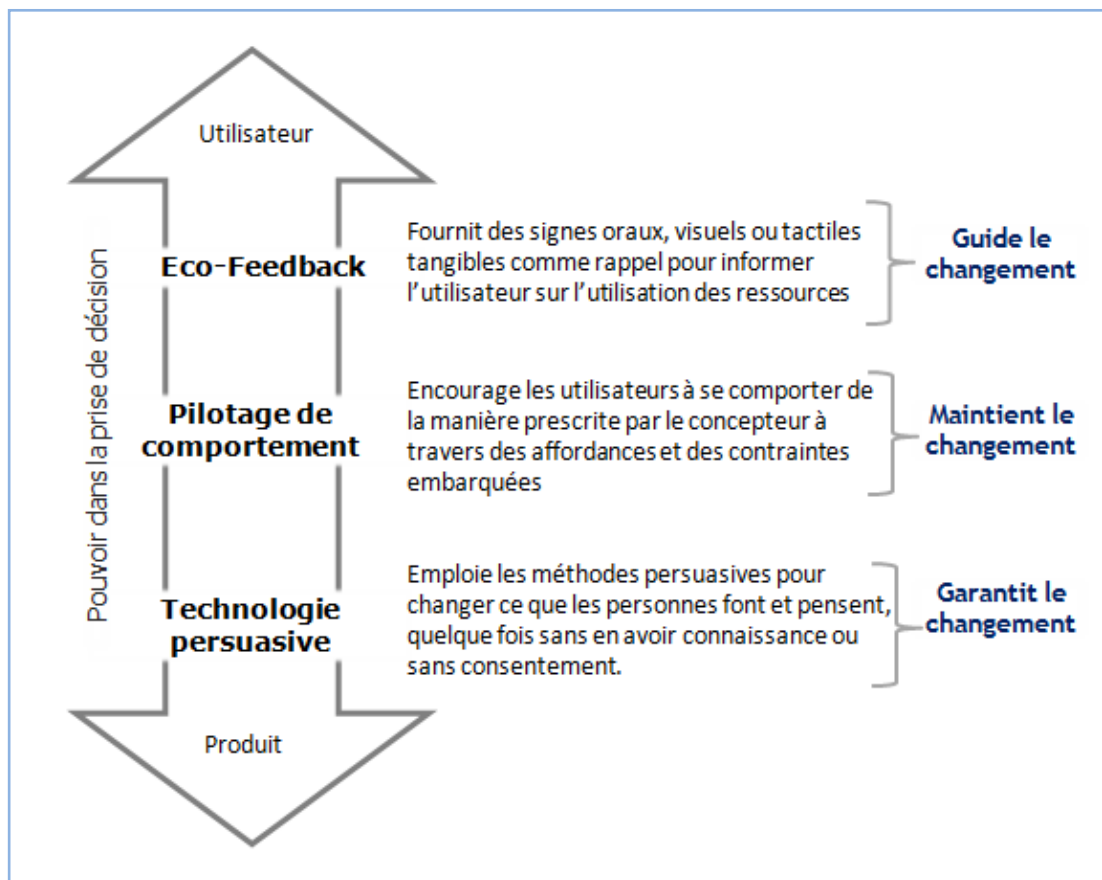 Utilisateur
Pouvoir dans la prise de décision
Eco-Feedback
Fournit des signes oraux, visuels ou tactiles
tangibles comme rappel pour informer
l'utilisateur sur l'utilisation des ressources
Guide le
changement
Pilotage de
comportement
Encourage les utilisateurs à se comporter de
la manière prescrite par le concepteur à
travers des affordances et des contraintes
embarquées
Maintient le
changement
Technologie
persuasive
Emploie les méthodes persuasives pour
changer ce que les personnes font et pensent,
quelque fois sans en avoir connaissance ou
sans consentement.
Garantit le
changement
Produit